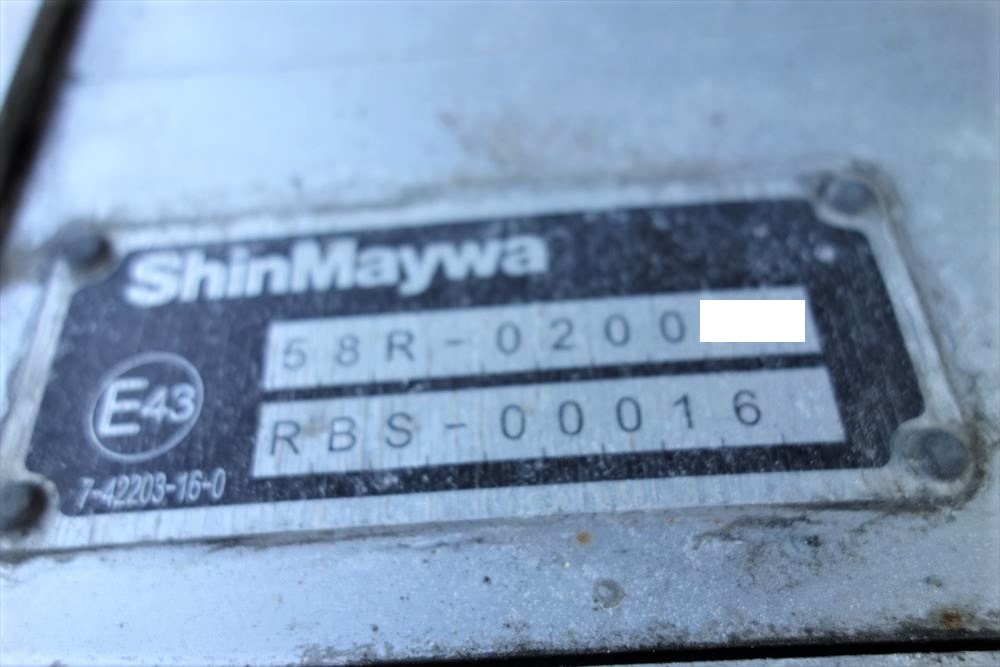 ShinMaywa
58R-0200
E43
RBS-00016
7-42203-16-0